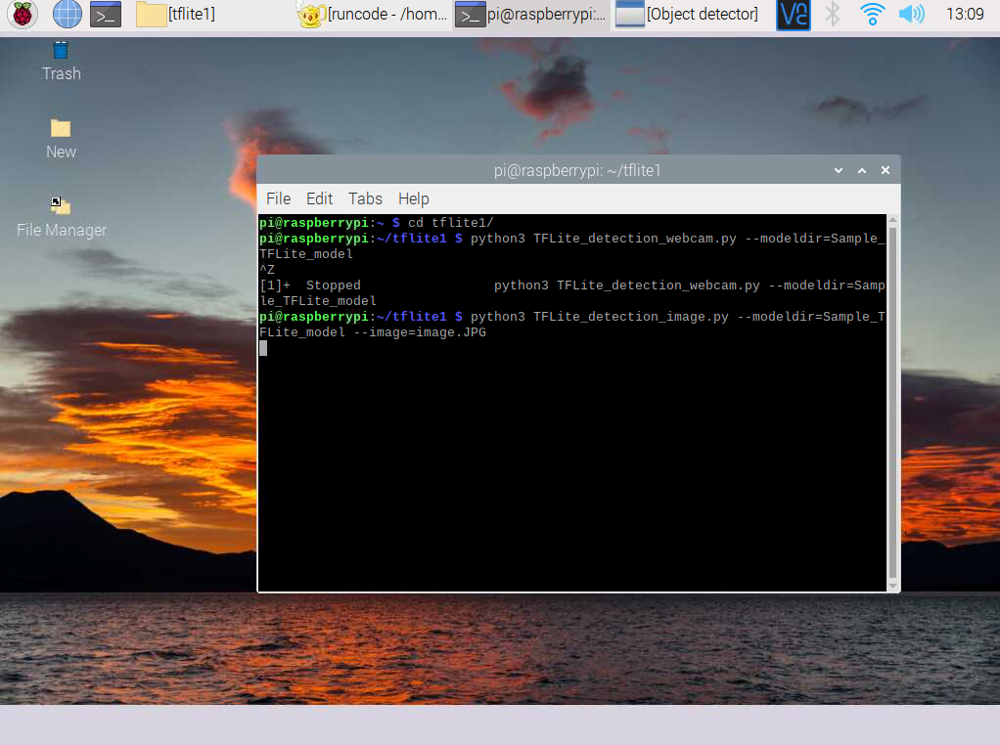 [tflite1]
[runcode - /hom...
pi@raspberrypi:...
[Object detector]
13:09
Trash
New
File Manager
pi@raspberrypi: ~/tflite1
File Edit Tabs Help
pi@raspberrypi:~ $ cd tflite1/
pi@raspberrypi:~/tflite1 $ python3 TFLite_detection_webcam.py --modeldir=Sample_
TFLite_model
^Z
[1]+  Stopped                 python3 TFLite_detection_webcam.py --modeldir=Samp
le_TFLite_model
pi@raspberrypi:~/tflite1 $ python3 TFLite_detection_image.py --modeldir=Sample_T
FLite_model --image=image.JPG